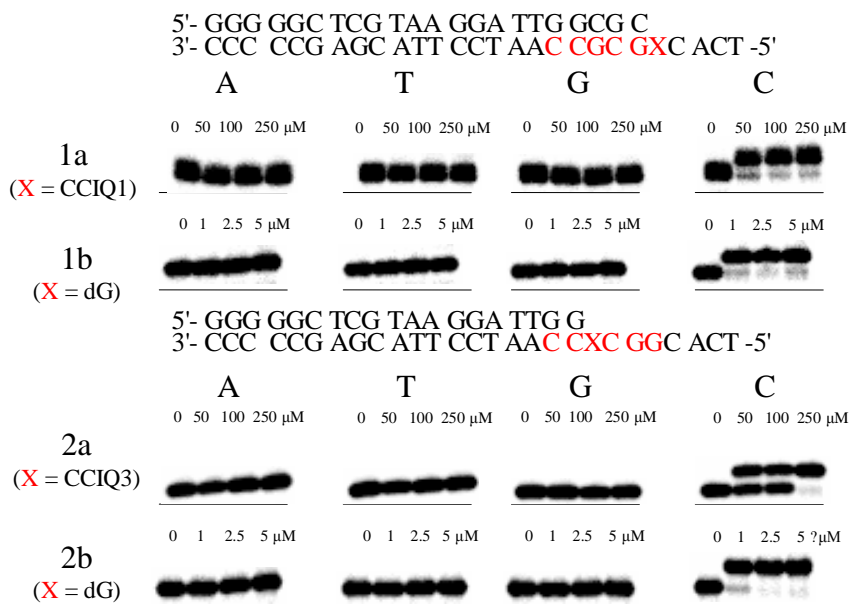 5'- GGG GGC TCG TAA GGA TTG GCG C
3'- CCC CCG AGC ATT CCT AAC CGC GXC ACT -5'
A T G C
0 50 100 250 µM 0 50 100 250 µM 0 50 100 250 µM 0 50 100 250 µM
1a
(X = CCIQ1)
0 1 2.5 5 µM 0 1 2.5 5 µM 0 1 2.5 5 µM 0 1 2.5 5 µM
1b
(X = dG)
5'- GGG GGC TCG TAA GGA TTG G
3'- CCC CCG AGC ATT CCT AAC CXC GGC ACT -5'
A T G C
0 50 100 250 µM 0 50 100 250 µM 0 50 100 250 µM 0 50 100 250 µM
2a
(X = CCIQ3)
0 1 2.5 5 µM 0 1 2.5 5 µM 0 1 2.5 5 µM 0 1 2.5 5 ?µM
2b
(X = dG)